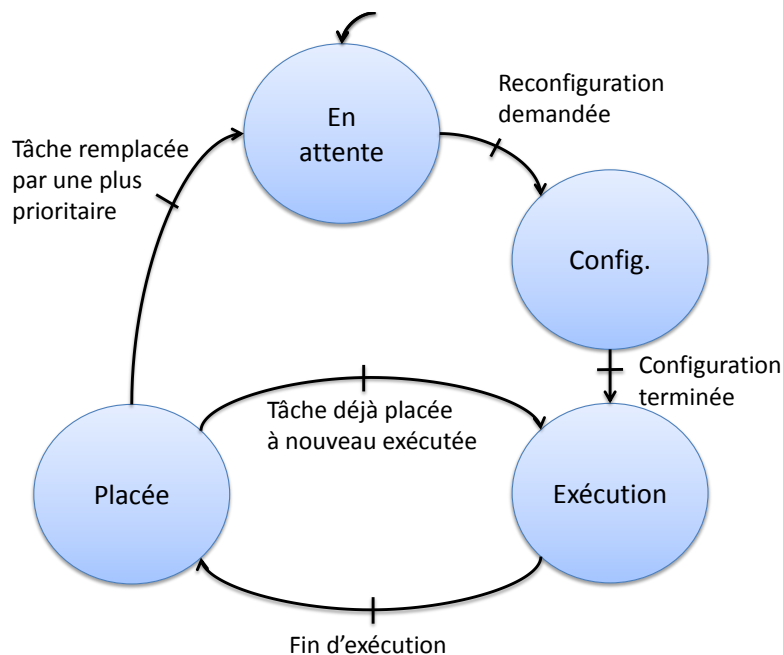 En
attente
Reconfiguration
demandée
Tâche remplacée
par une plus
prioritaire
Config.
Configuration
terminée
Tâche déjà placée
à nouveau exécutée
Placée
Exécution
Fin d'exécution